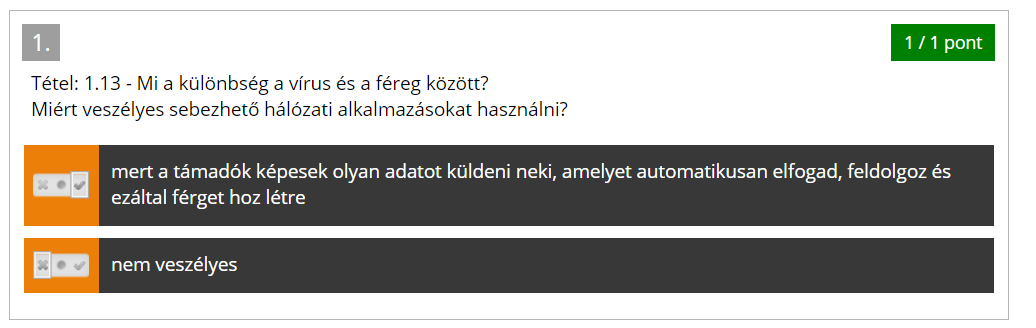 1.
1 / 1 pont
Tétel: 1.13 - Mi a különbség a vírus és a féreg között?
Miért veszélyes sebezhető hálózati alkalmazásokat használni?
mert a támadók képesek olyan adatot küldeni neki, amelyet automatikusan elfogad, feldolgoz és
ezáltal férget hoz létre
nem veszélyes